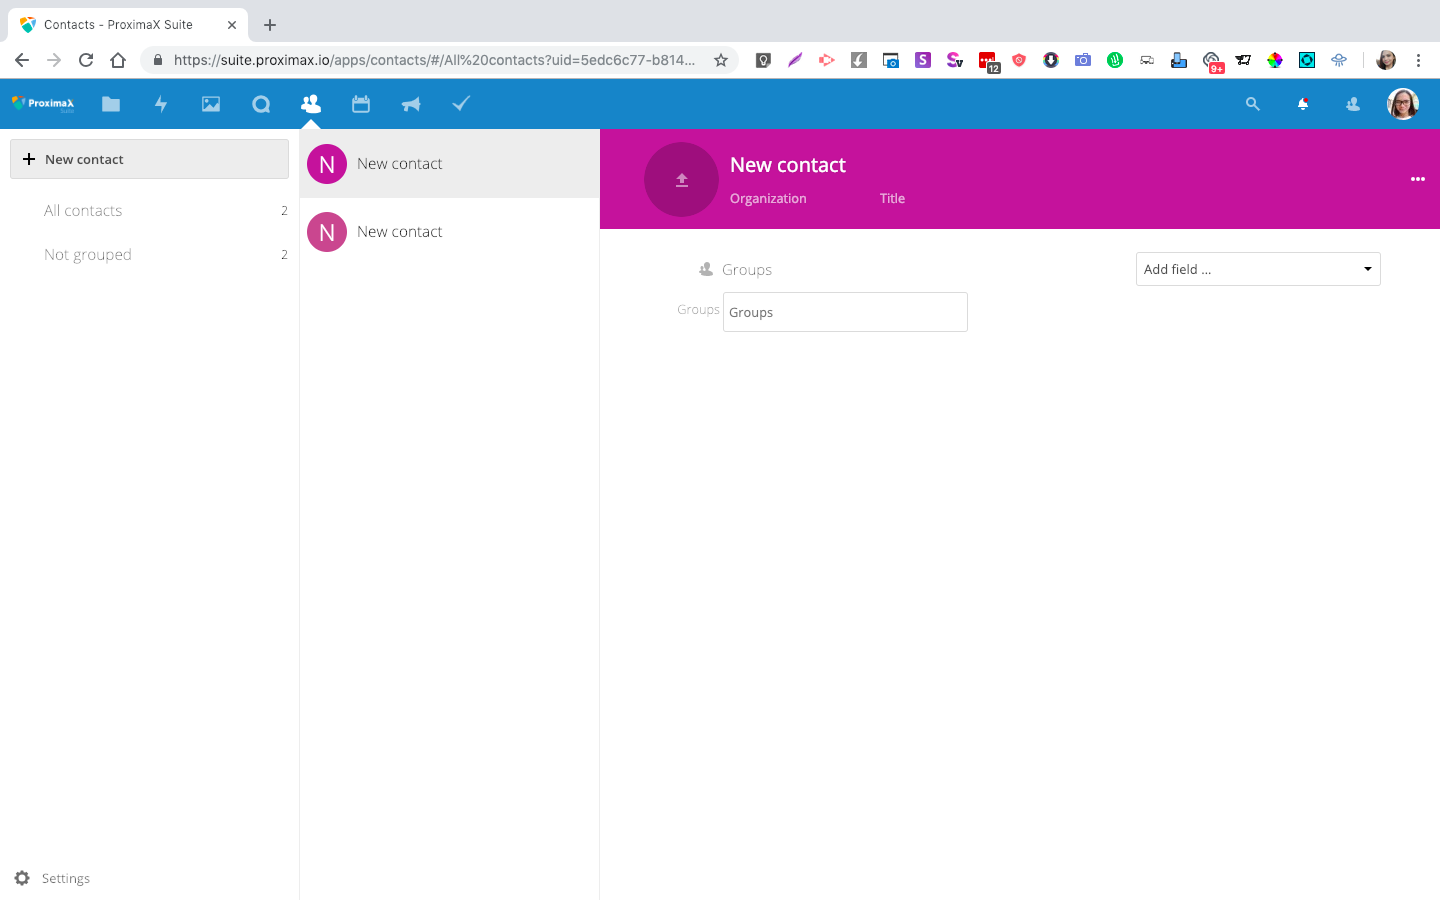 Contacts - ProximaX Suite
https://suite.proximax.io/apps/contacts/#/All%20contacts?uid=5edc6c77-b814...
12
9+
ProximaX
Suite
New contact
All contacts 2
Not grouped 2
Settings
N New contact
N New contact
New contact
Organization Title
Groups
Add field ...
Groups Groups